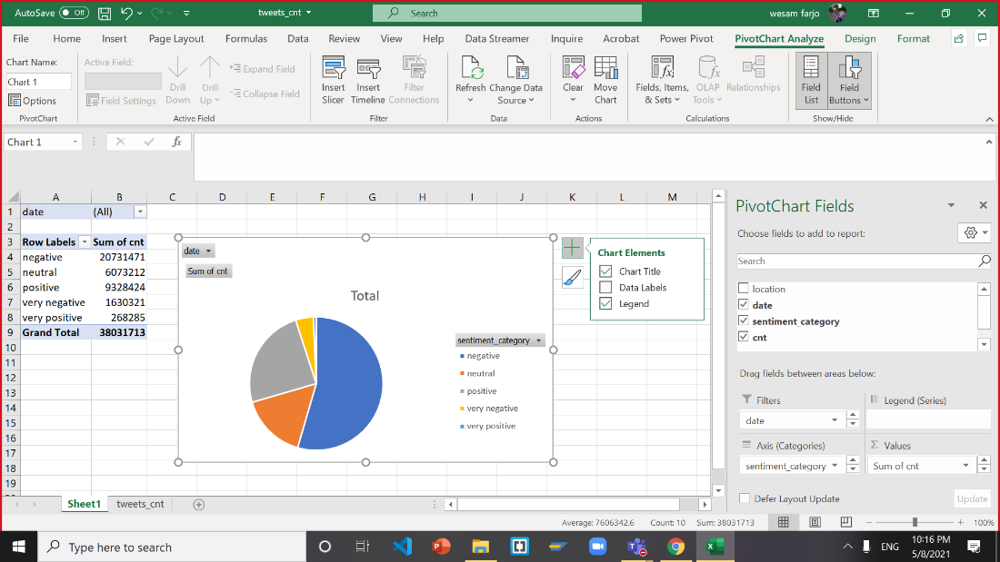 AutoSave Off tweets_cnt Search wesam farjo
File Home Insert Page Layout Formulas Data Review View Help Data Streamer Inquire Acrobat Power Pivot PivotChart Analyze Design Format
Chart Name:
Chart 1
Options
PivotChart
Active Field:
Field Settings
Drill Down
Drill Up
Expand Field
Collapse Field
Active Field
Insert Slicer
Insert Timeline
Filter Connections
Filter
Refresh
Change Data Source
Data
Clear
Move Chart
Actions
Fields, Items, & Sets
OLAP Tools
Relationships
Calculations
Field List
Field Buttons
Show/Hide
Chart 1 fx
A B C D E F G H I J K L M
1 date (All)
2
3 Row Labels Sum of cnt
4 negative 20731471
5 neutral 6073212
6 positive 9328424
7 very negative 1630321
8 very positive 268285
9 Grand Total 38031713
10
11
12
13
14
15
16
17
18
19
date
Sum of cnt
Total
sentiment_category
negative
neutral
positive
very negative
very positive
Chart Elements
Chart Title
Data Labels
Legend
PivotChart Fields
Choose fields to add to report:
Search
location
date
sentiment_category
cnt
Drag fields between areas below:
Filters
date
Legend (Series)
Axis (Categories)
sentiment_category
Σ Values
Sum of cnt
Defer Layout Update Update
Sheet1 tweets_cnt
Average: 7606342.6 Count: 10 Sum: 38031713 100%
Type here to search
ENG
10:16 PM
5/8/2021